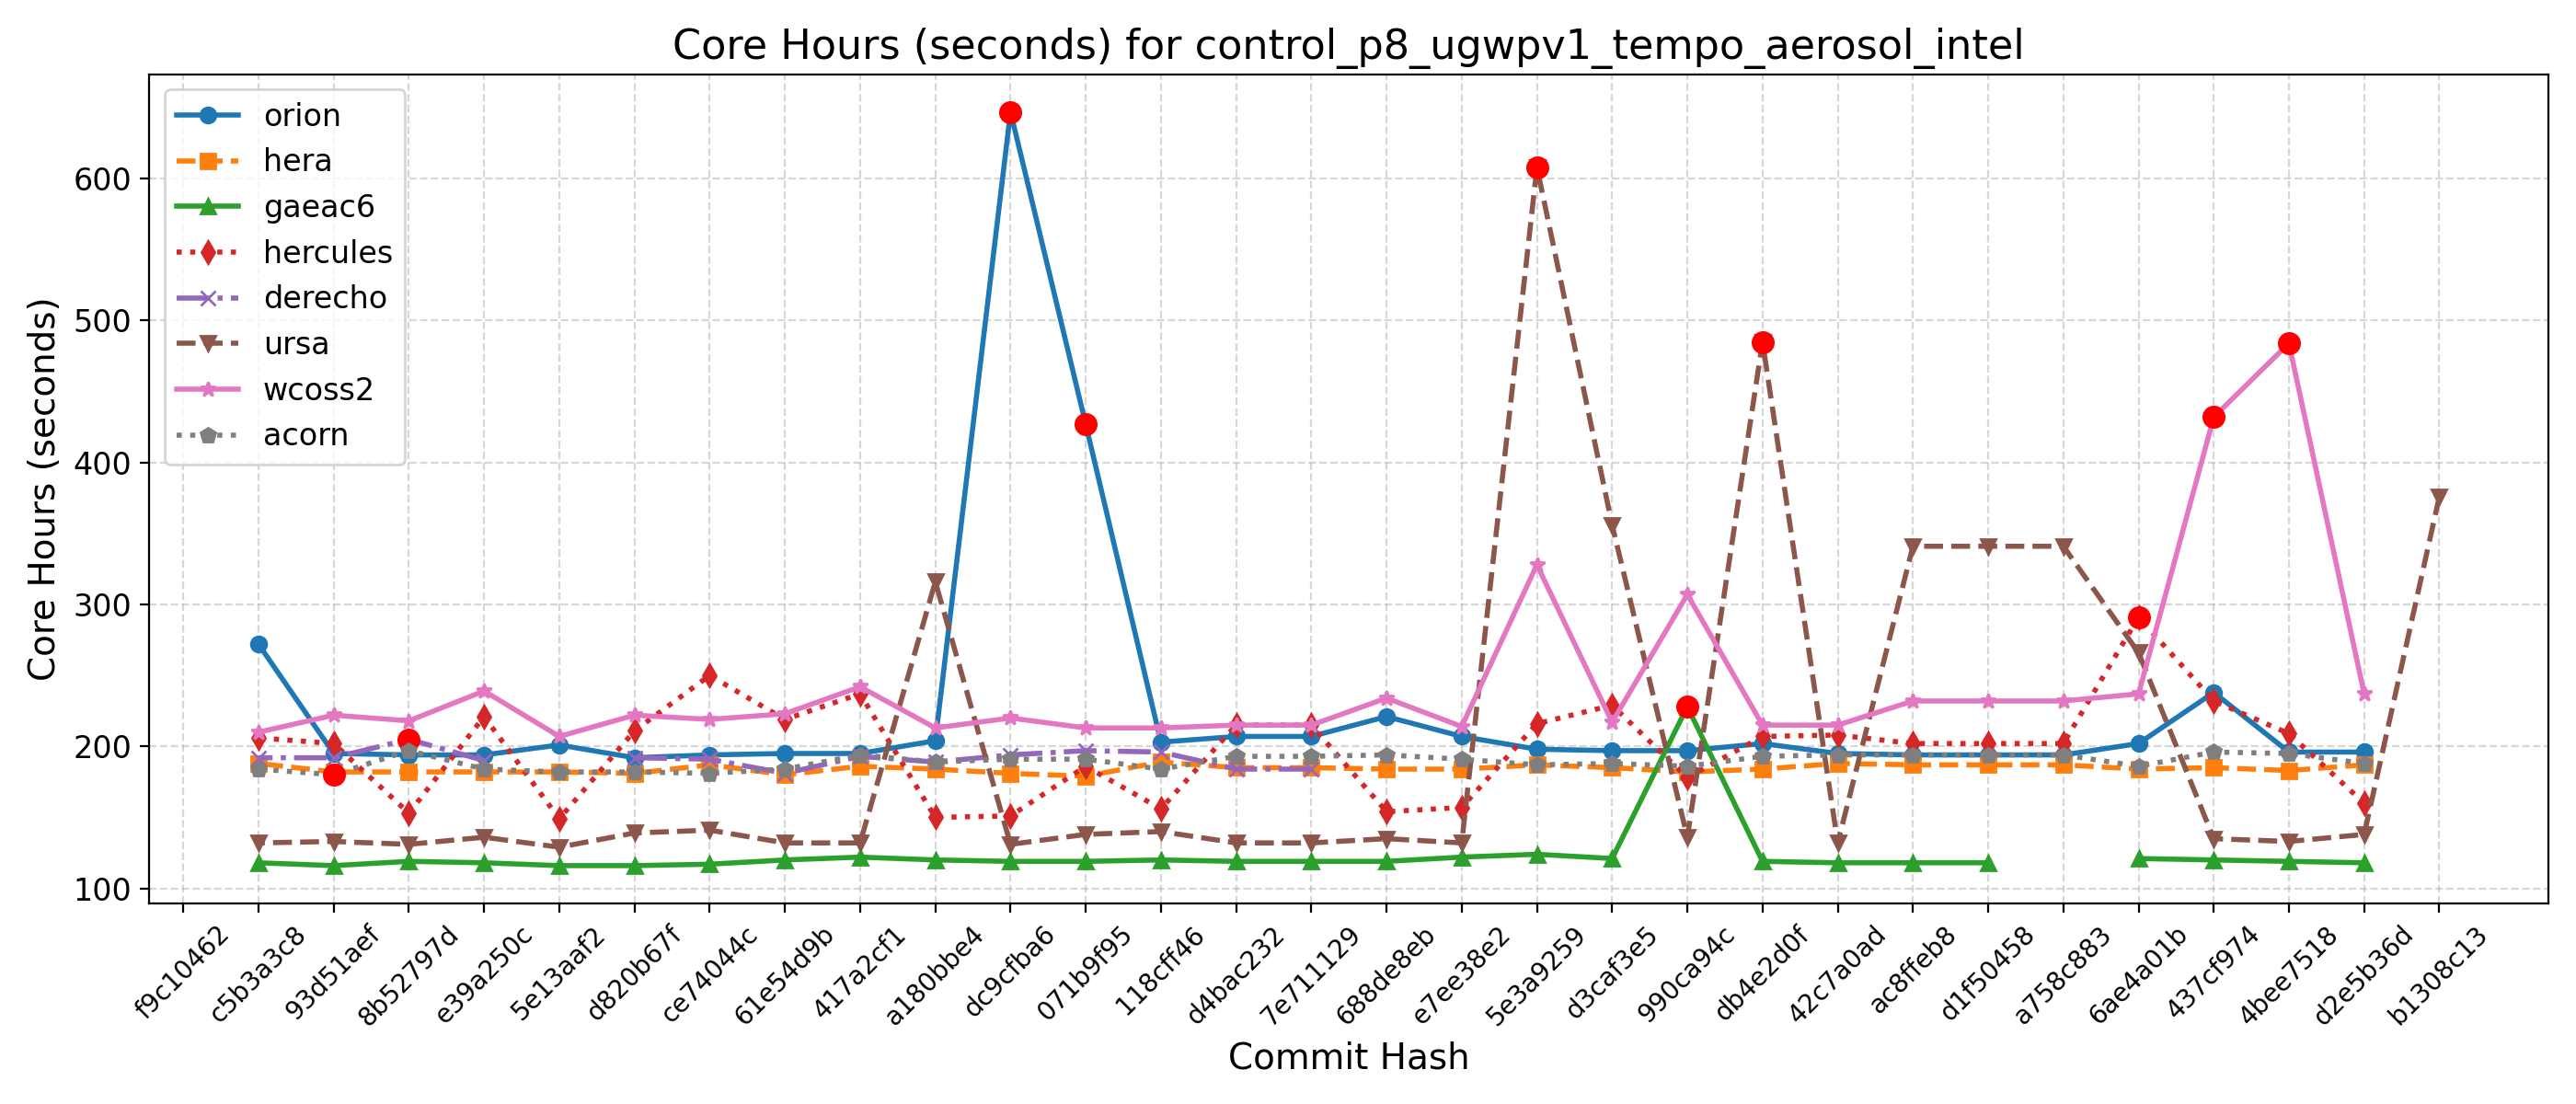 Core Hours (seconds) for control_p8_ugwpv1_tempo_aerosol_intel
orion
hera
gaeac6
hercules
derecho
ursa
wcoss2
acorn
Core Hours (seconds)
600
500
400
300
200
100
f9c10462
c5b3a3c8
93d51aef
8b52797d
e39a250c
5e13aaf2
d820b67f
ce74044c
61e54d9b
417a2cf1
a180bbe4
dc9cfba6
071b9f95
118cff46
d4bac232
7e711129
688de8eb
e7ee38e2
5e3a9259
d3caf3e5
990ca94c
db4e2d0f
42c7a0ad
ac8ffeb8
d1f50458
a758c883
6ae4a01b
437cf974
4bee7518
d2e5b36d
b1308c13
Commit Hash